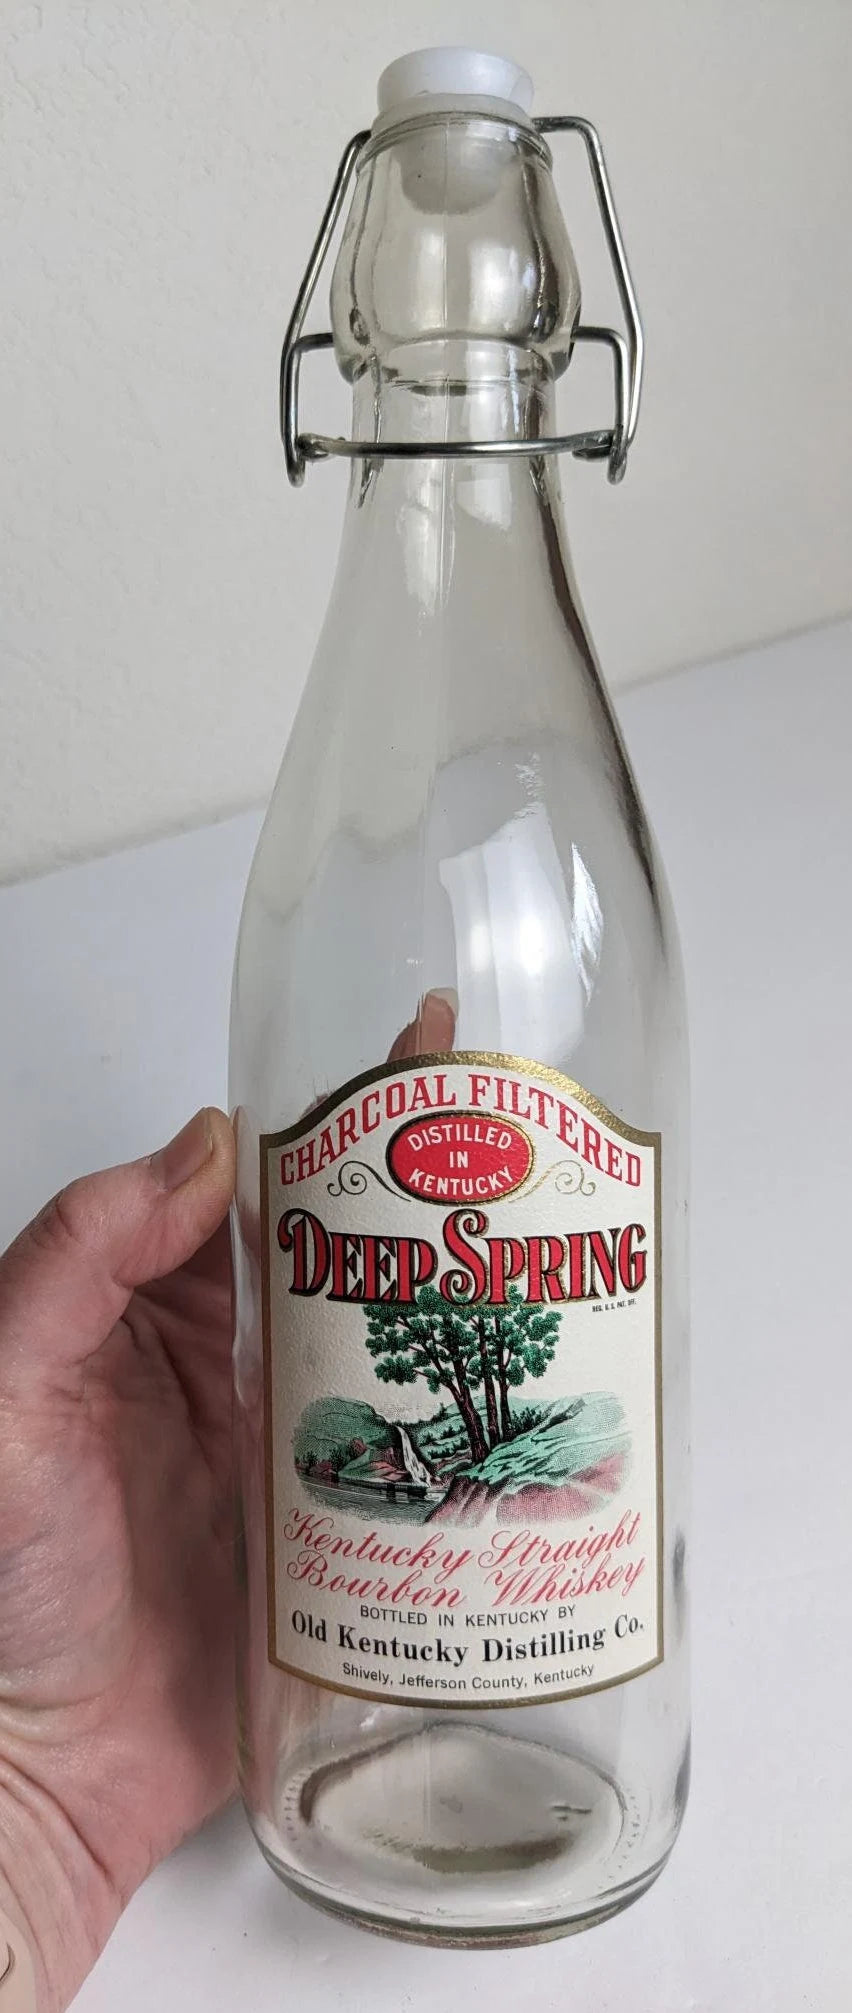 CHARCOAL FILTERED
DISTILLED
IN
KENTUCKY
DEEP SPRING
REG. U.S. PAT. OFF.
Kentucky Straight
Bourbon Whiskey
BOTTLED IN KENTUCKY BY
Old Kentucky Distilling Co.
Shively, Jefferson County, Kentucky